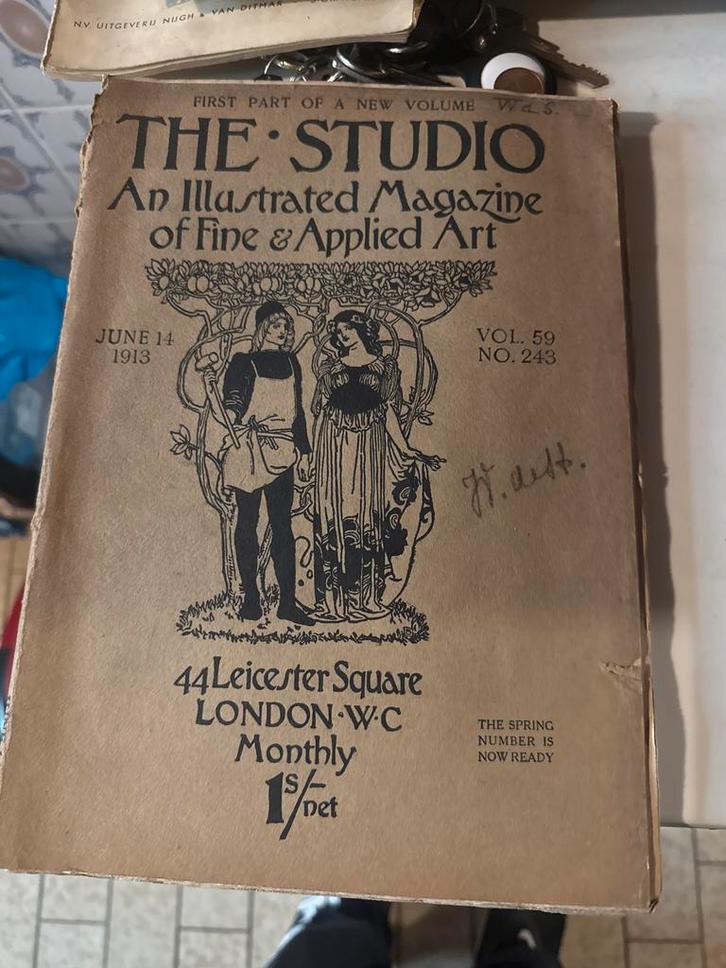 N.V. UITGEVERIJ NIJGH & VAN DITMAR
FIRST PART OF A NEW VOLUME
THE · STUDIO
An Illustrated Magazine
of Fine & Applied Art
JUNE 14
1913
VOL. 59
NO. 243
44 Leicester Square
LONDON · W · C
Monthly
1s/- net
THE SPRING
NUMBER IS
NOW READY